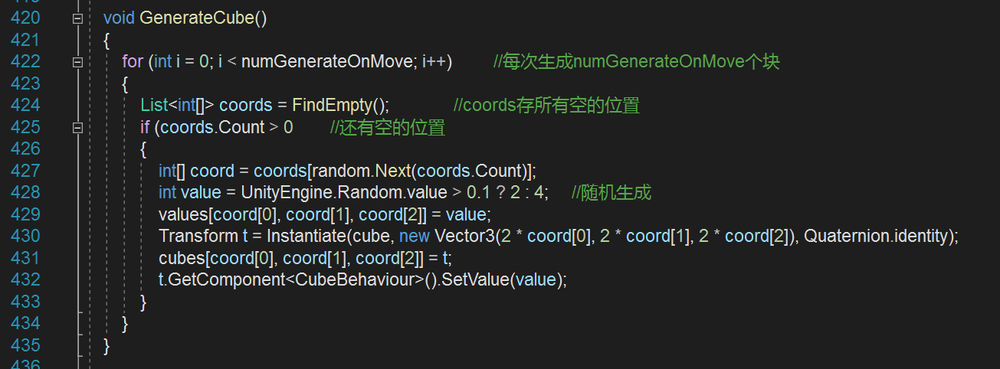 420 void GenerateCube()
421 {
422 for (int i = 0; i < numGenerateOnMove; i++) //每次生成numGenerateOnMove个块
423 {
424 List<int[]> coords = FindEmpty(); //coords存所有空的位置
425 if (coords.Count > 0 //还有空的位置
426 {
427 int[] coord = coords[random.Next(coords.Count)];
428 int value = UnityEngine.Random.value > 0.1 ? 2 : 4; //随机生成
429 values[coord[0], coord[1], coord[2]] = value;
430 Transform t = Instantiate(cube, new Vector3(2 * coord[0], 2 * coord[1], 2 * coord[2]), Quaternion.identity);
431 cubes[coord[0], coord[1], coord[2]] = t;
432 t.GetComponent<CubeBehaviour>().SetValue(value);
433 }
434 }
435 }
436